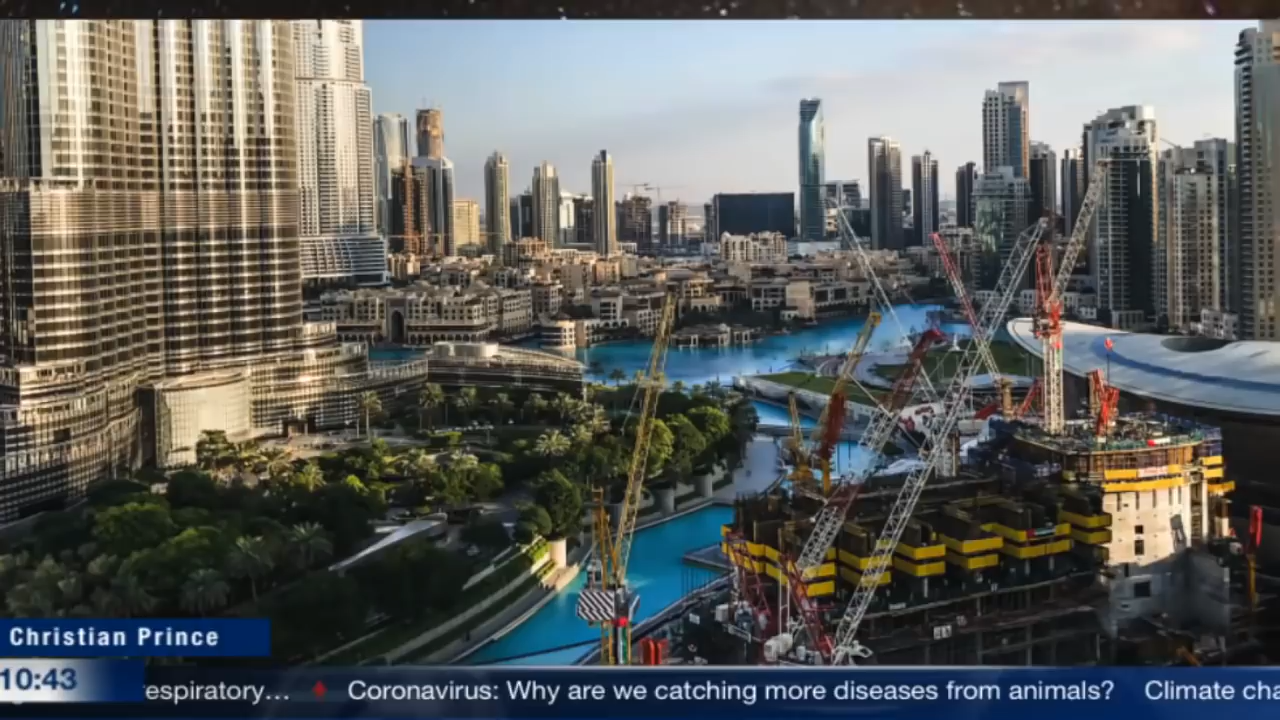 Christian Prince
10:43
espiratory... ♦ Coronavirus: Why are we catching more diseases from animals? Climate cha